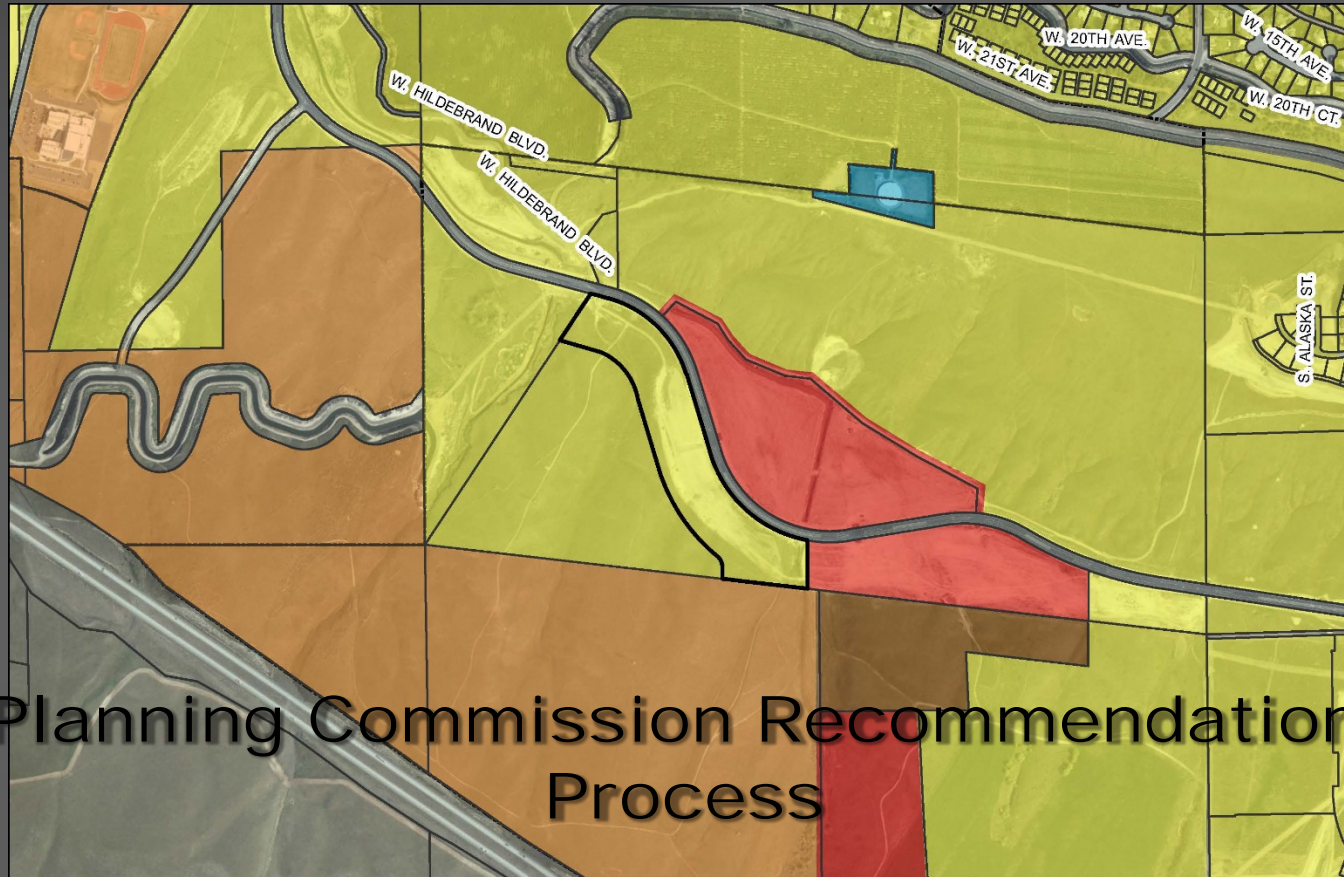 W. 20TH AVE.
W. 15TH AVE.
W. 21ST AVE.
W. 20TH CT.
W. HILDEBRAND BLVD.
W. HILDEBRAND BLVD.
S. ALASKA ST.
Planning Commission Recommendation
Process